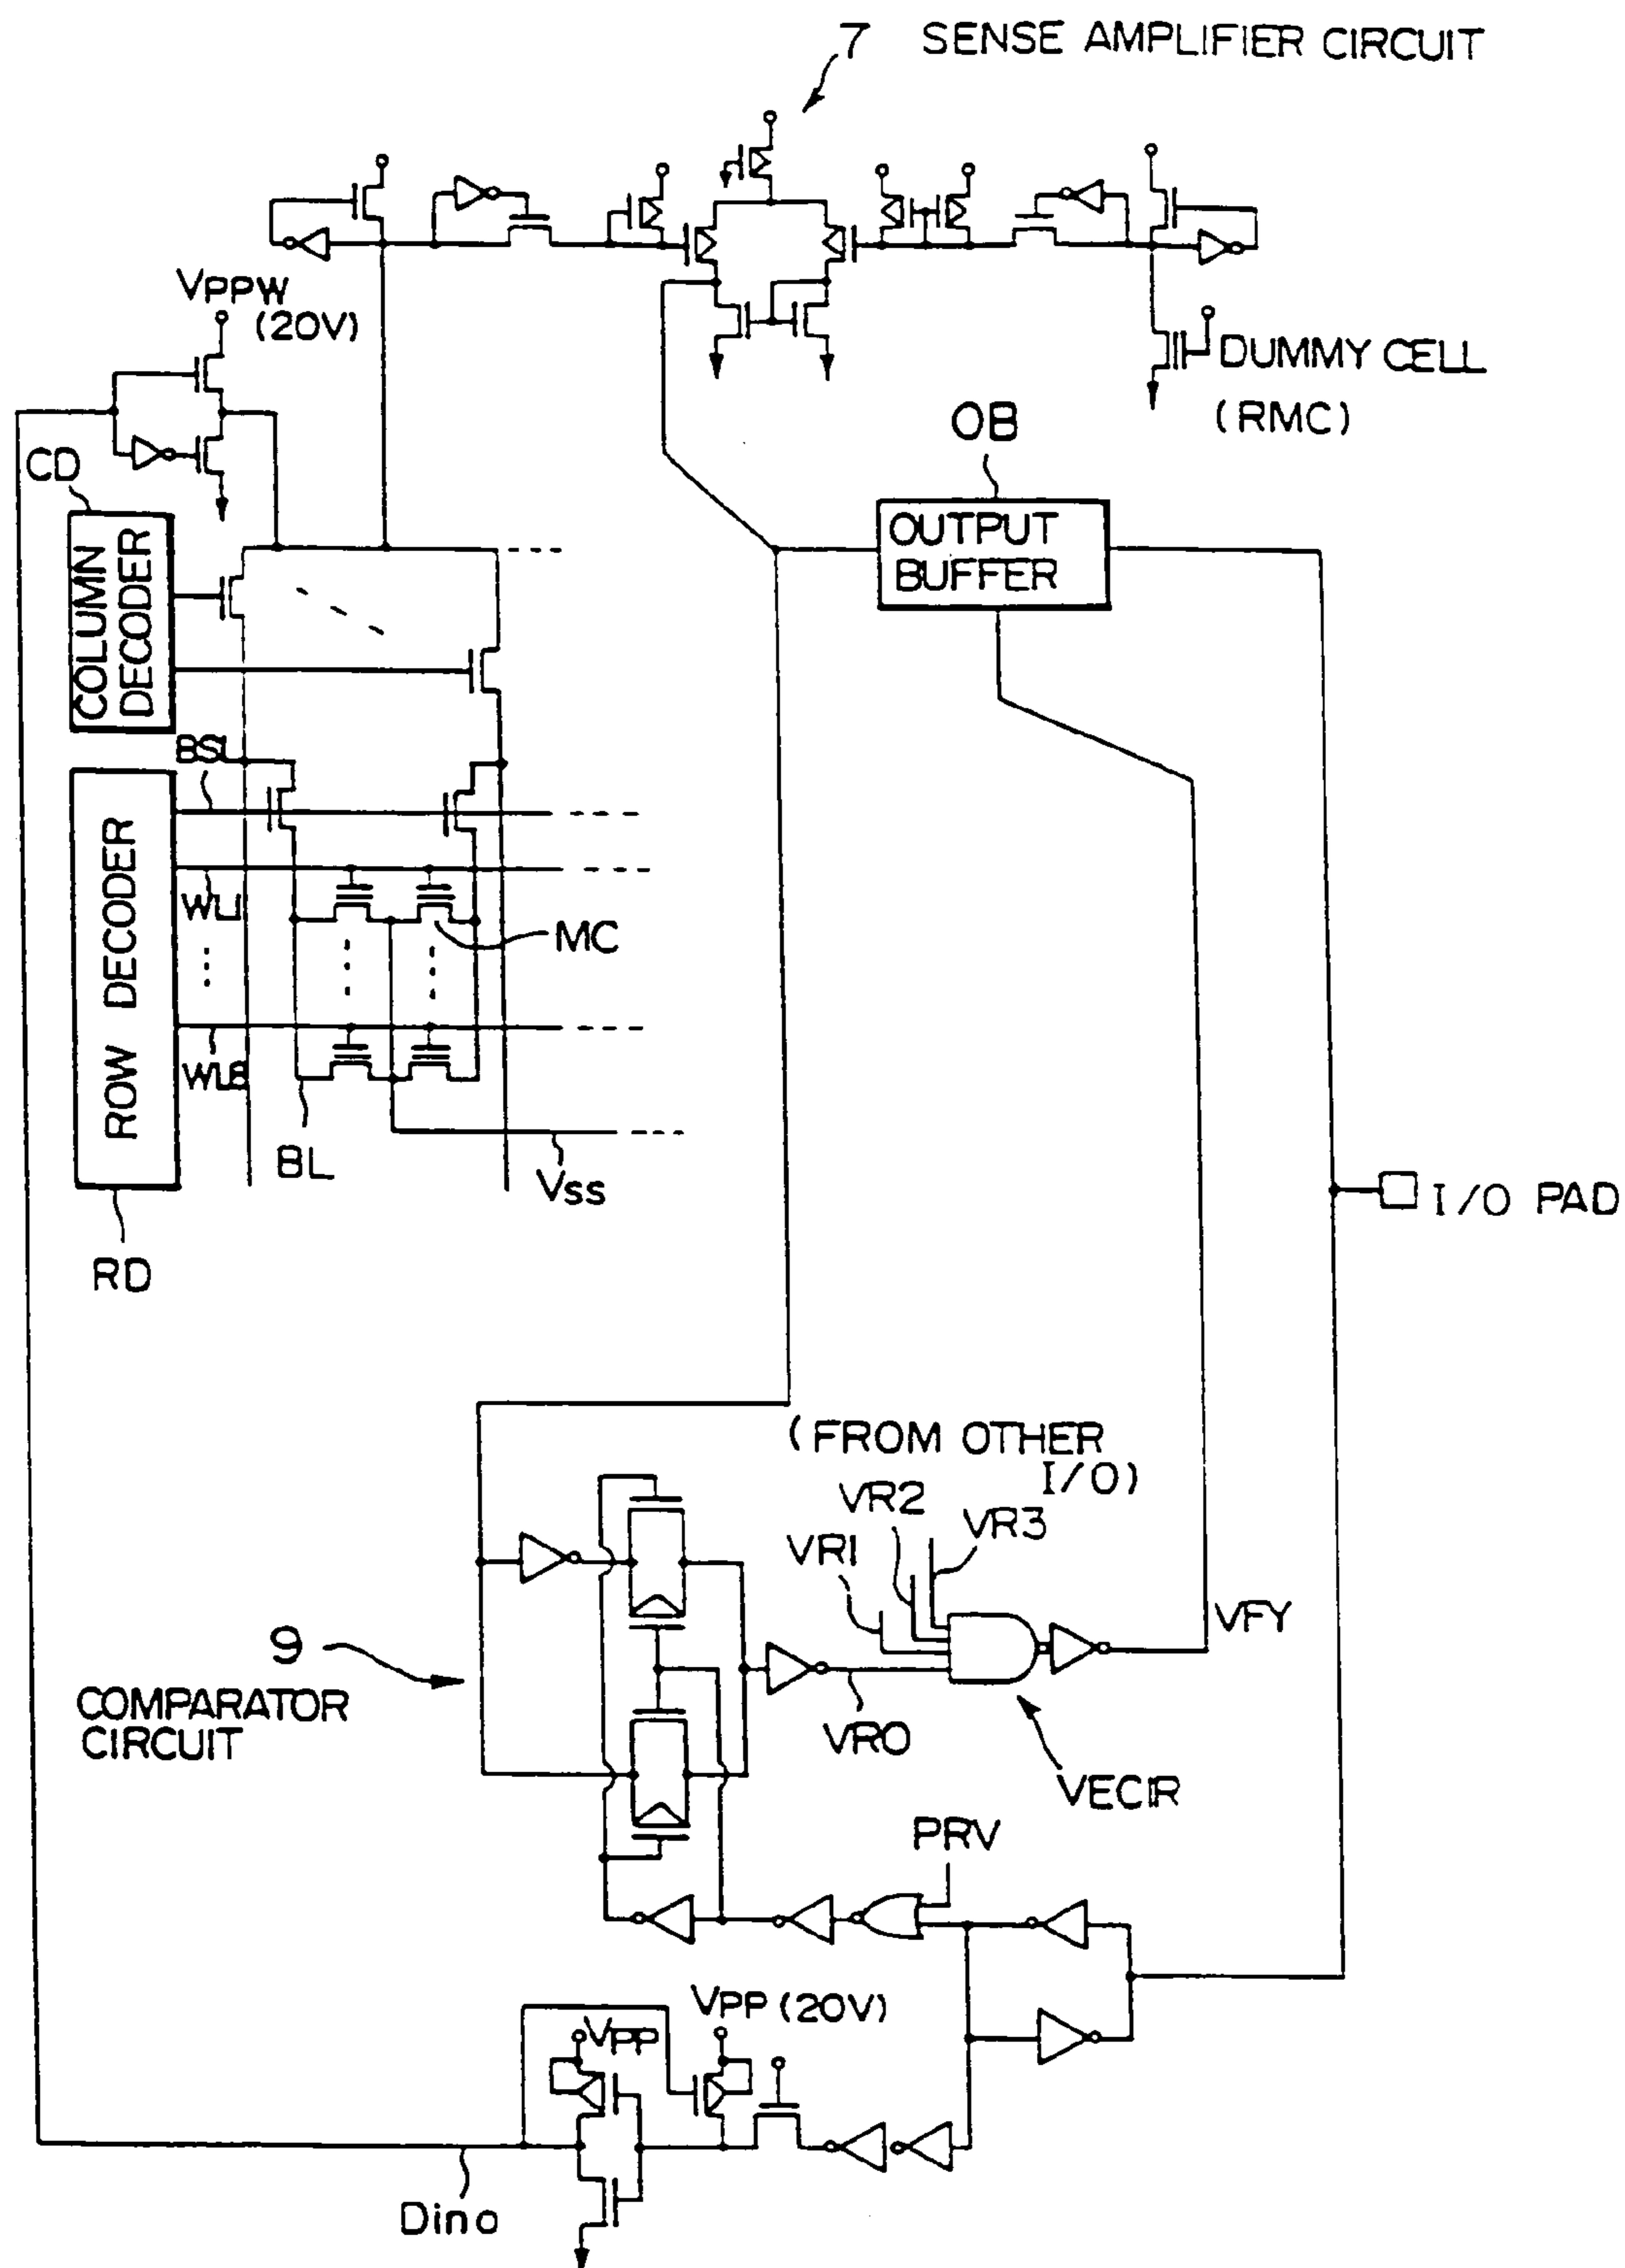 7 SENSE AMPLIFIER CIRCUIT
VPPW
(20V)
DUMMY CELL
(RMC)
OB
CD
OUTPUT
BUFFER
COLUMN
DECODER
BSL
ROW DECODER
WL1
MC
WL8
BL
VSS
I/O PAD
RD
(FROM OTHER
I/O)
VR2
VR3
VR1
VFY
9
COMPARATOR
CIRCUIT
VRO
VECIR
PRV
VPP (20V)
VPP
Dino